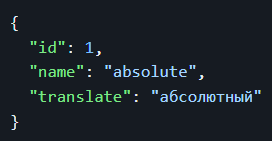 {
  "id": 1,
  "name": "absolute",
  "translate": "абсолютный"
}